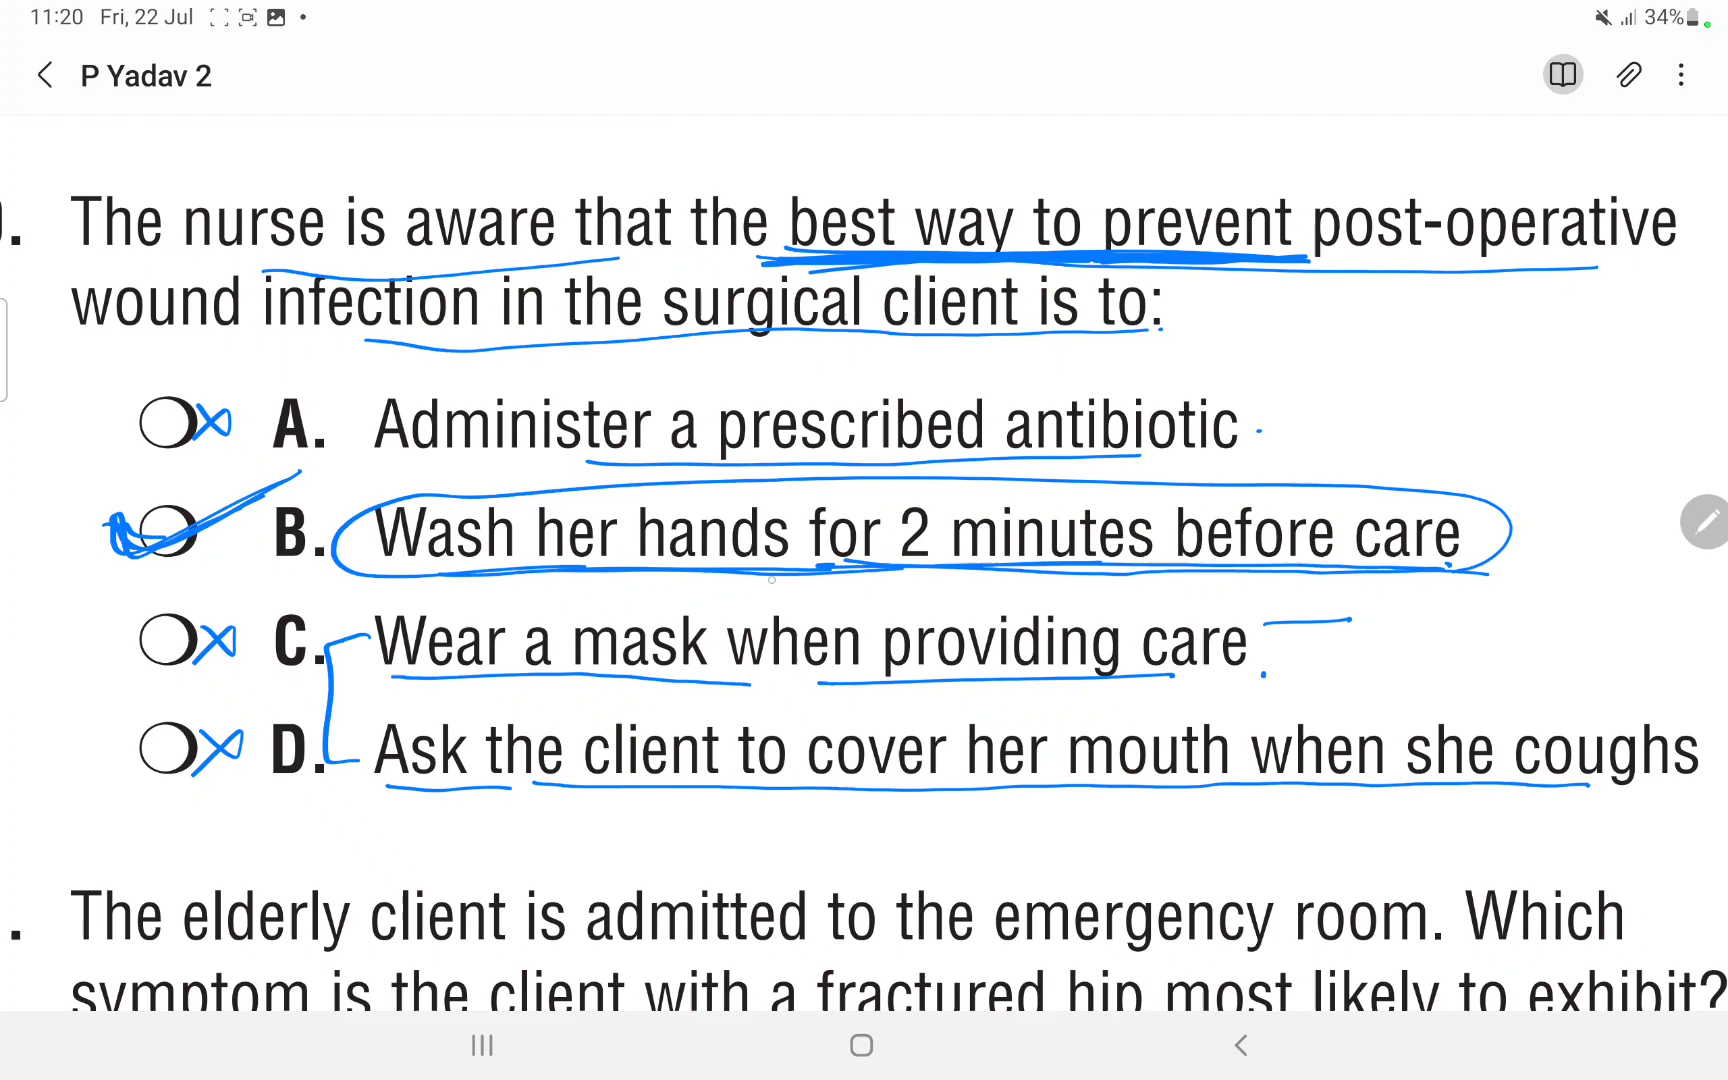 11:20 Fri, 22 Jul
34%
P Yadav 2
The nurse is aware that the best way to prevent post-operative
wound infection in the surgical client is to:
A. Administer a prescribed antibiotic
B. Wash her hands for 2 minutes before care
C. Wear a mask when providing care
D. Ask the client to cover her mouth when she coughs
. The elderly client is admitted to the emergency room. Which
symptom is the client with a fractured hip most likely to exhibit?